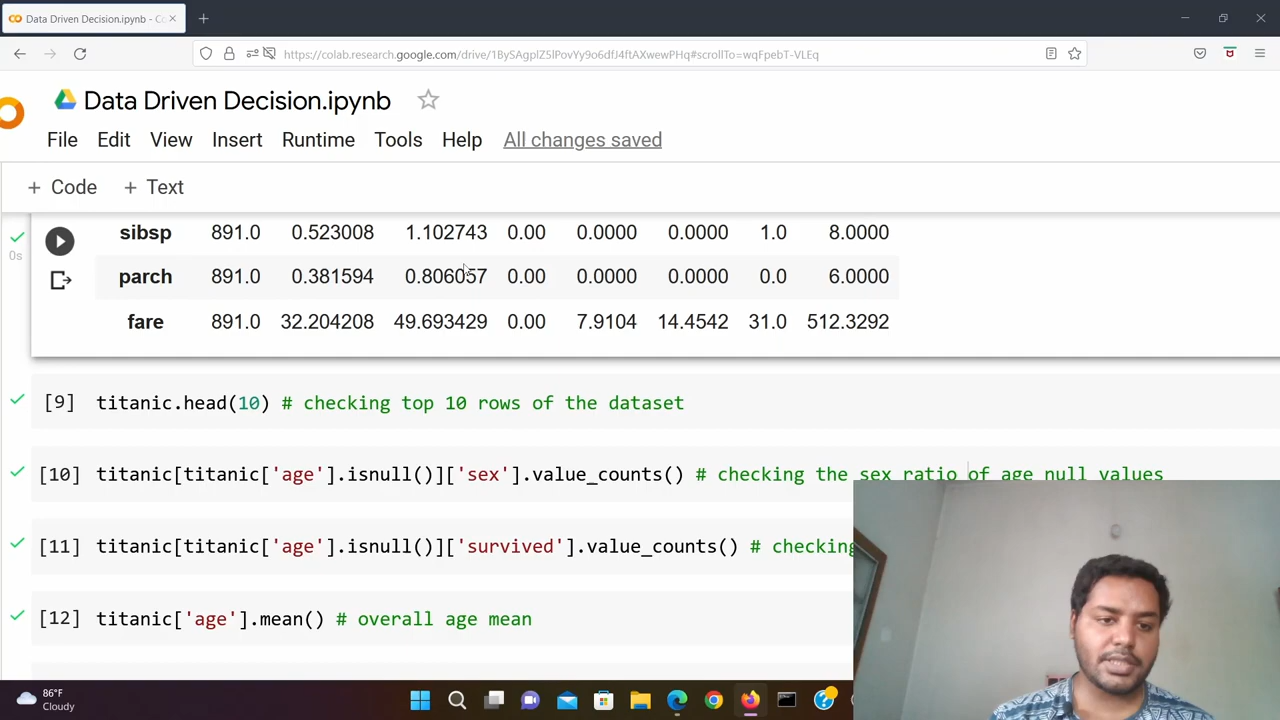 Data Driven Decision.ipynb - Co
https://colab.research.google.com/drive/1BySAgplZ5lPovYy9o6dfJ4ftAXwewPHq#scrollTo=wqFpebT-VLEq
Data Driven Decision.ipynb
File Edit View Insert Runtime Tools Help All changes saved
+ Code + Text
sibsp 891.0 0.523008 1.102743 0.00 0.0000 0.0000 1.0 8.0000
0s
parch 891.0 0.381594 0.806057 0.00 0.0000 0.0000 0.0 6.0000
fare 891.0 32.204208 49.693429 0.00 7.9104 14.4542 31.0 512.3292
[9] titanic.head(10) # checking top 10 rows of the dataset
[10] titanic[titanic['age'].isnull()]['sex'].value_counts() # checking the sex ratio of age null values
[11] titanic[titanic['age'].isnull()]['survived'].value_counts() # checking
[12] titanic['age'].mean() # overall age mean
86°F
Cloudy